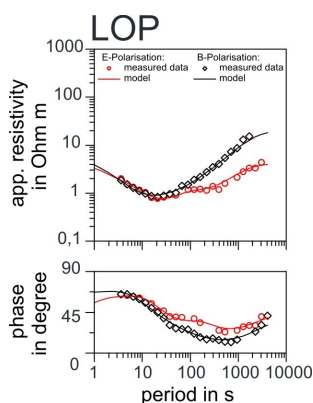 LOP
1000
100
10
1
0,1
app. resistivity
in Ohm m
E-Polarisation:
measured data
model
B-Polarisation:
measured data
model
90
45
0
phase
in degree
1 10 100 1000 10000
period in s